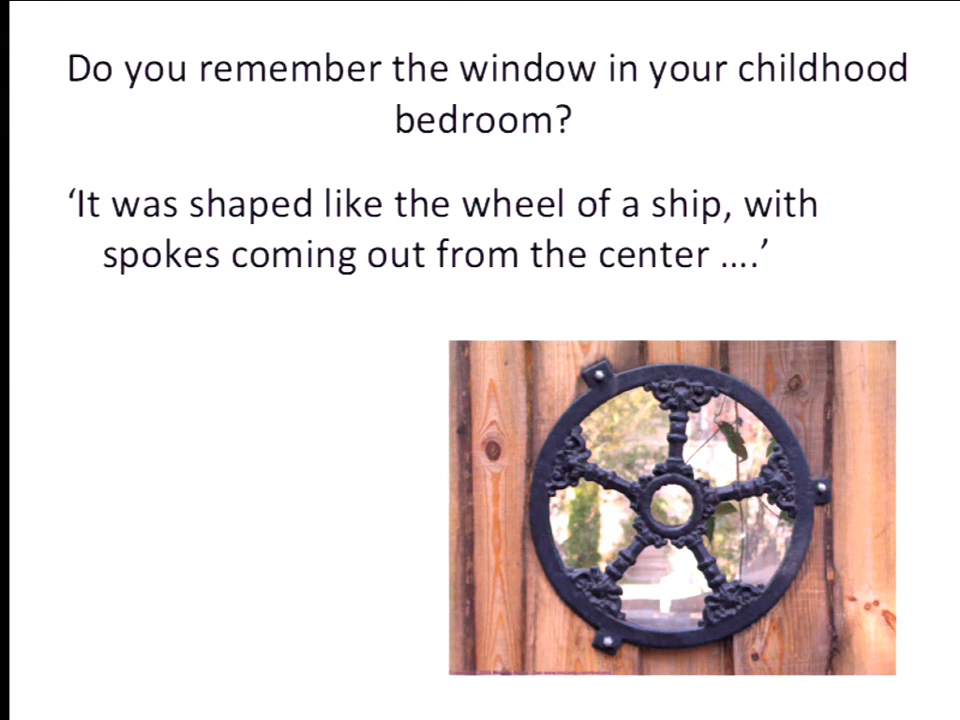 Do you remember the window in your childhood
bedroom?
‘It was shaped like the wheel of a ship, with
spokes coming out from the center ….’